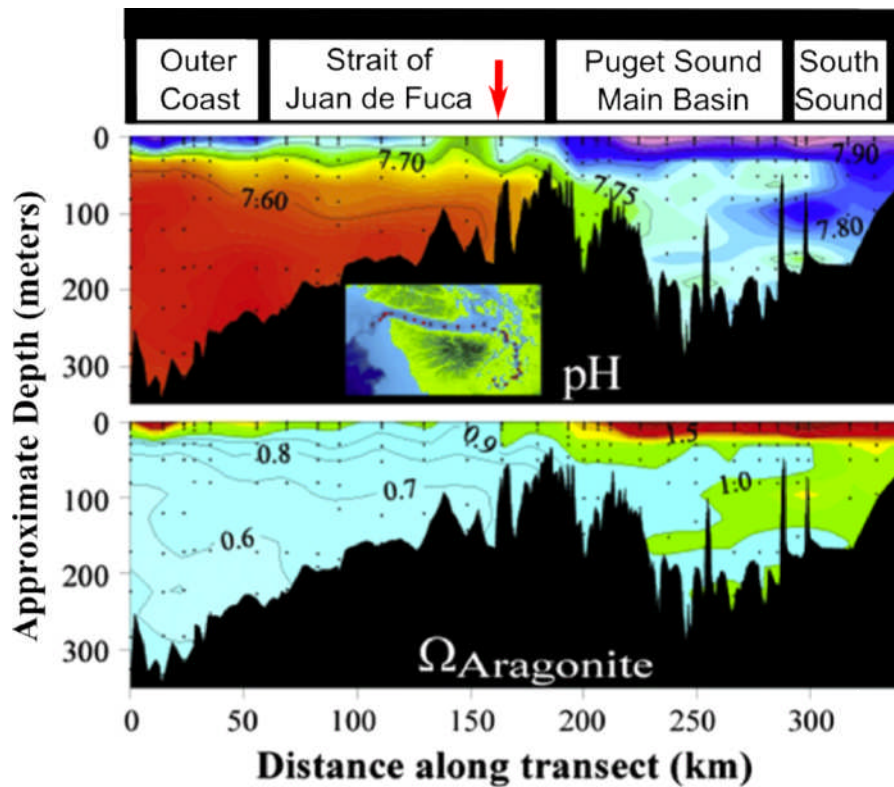 Outer
Coast
Strait of
Juan de Fuca
Puget Sound
Main Basin
South
Sound
Approximate Depth (meters)
0
100
200
300
7.70
7.60
7.75
7.90
7.80
pH
0
100
200
300
0.9
0.8
0.7
0.6
1.5
1.0
ΩAragonite
0 50 100 150 200 250 300
Distance along transect (km)